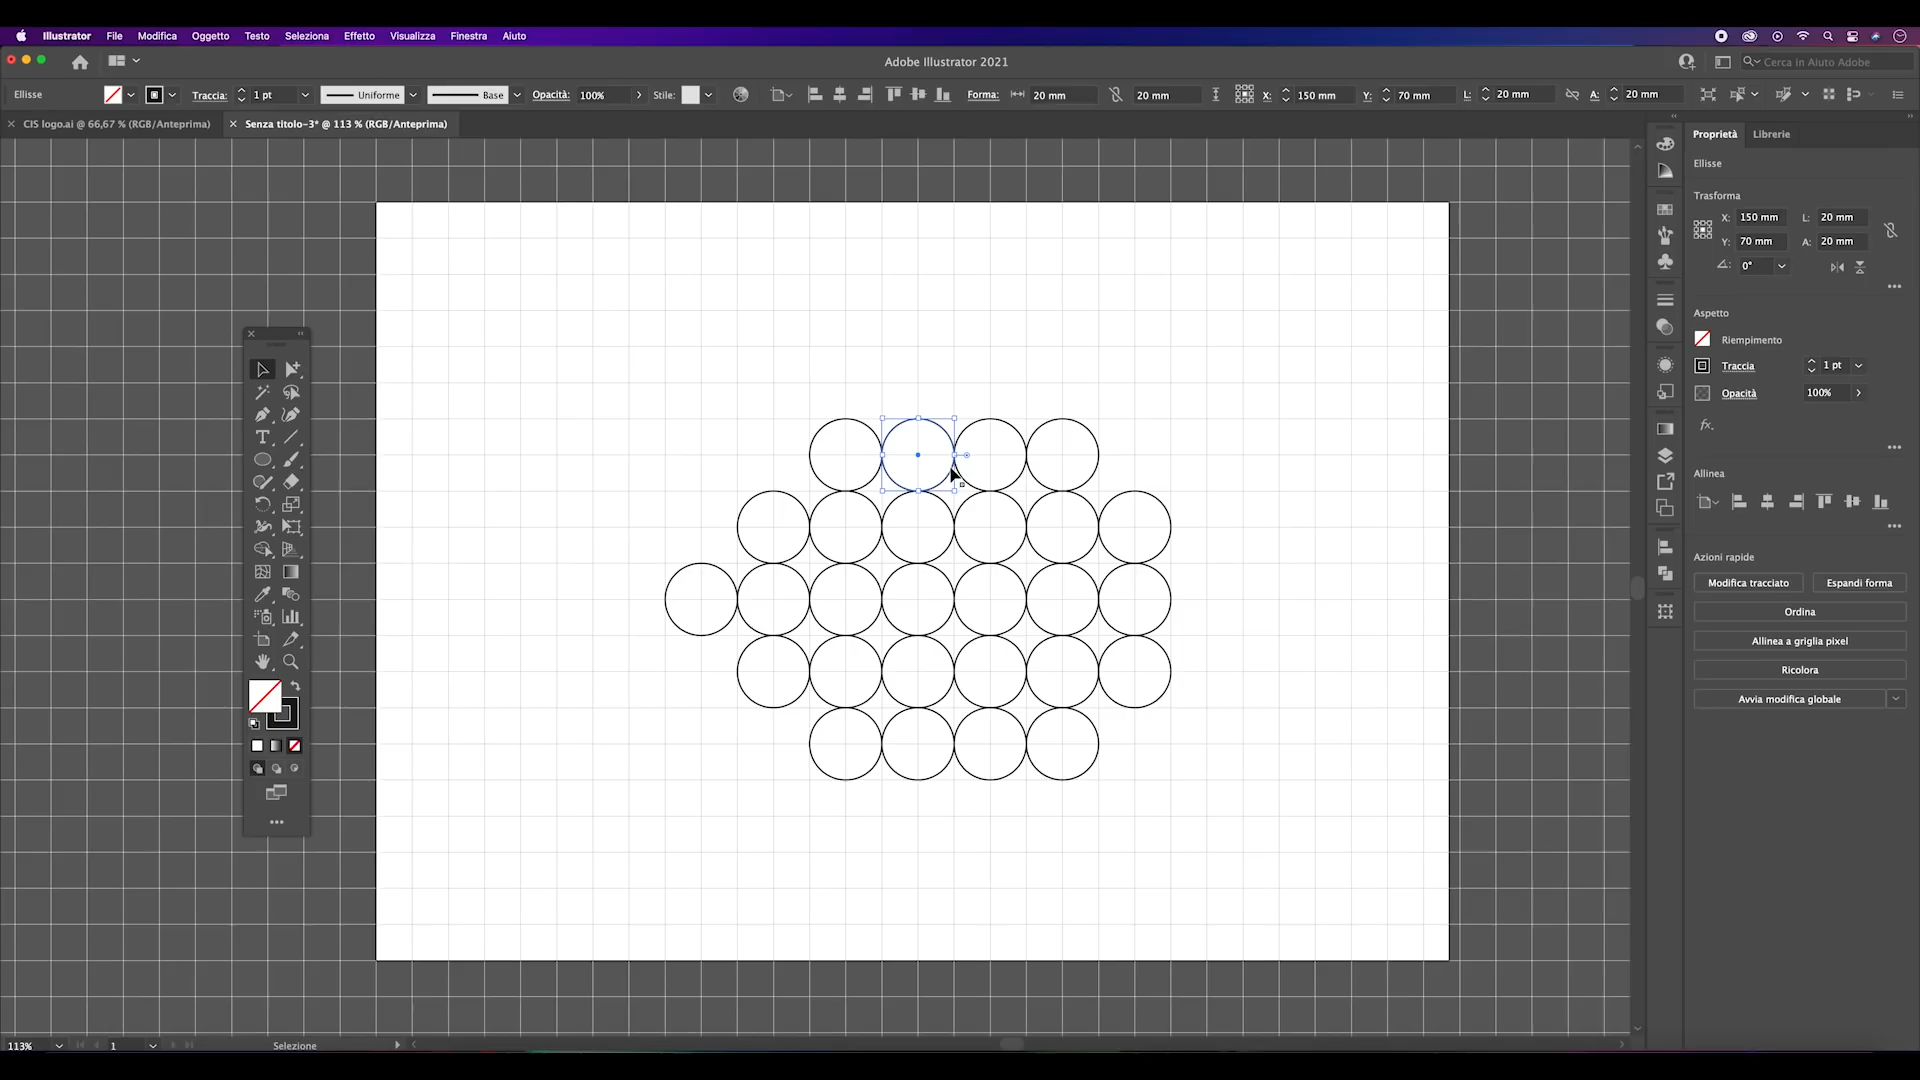 Illustrator File Modifica Oggetto Testo Seleziona Effetto Visualizza Finestra Aiuto
Adobe Illustrator 2021
Cerca in Aiuto Adobe
Ellisse Traccia: 1 pt Uniforme Base Opacità: 100% Stile: Forma: 20 mm 20 mm X: 150 mm Y: 70 mm L: 20 mm A: 20 mm
CIS logo.ai @ 66,67 % (RGB/Anteprima) Senza titolo-3* @ 113 % (RGB/Anteprima)
Proprietà Librerie
Ellisse
Trasforma
X: 150 mm L: 20 mm
Y: 70 mm A: 20 mm
0°
Aspetto
Riempimento
Traccia 1 pt
Opacità 100%
fx.
Allinea
Azioni rapide
Modifica tracciato Espandi forma
Ordina
Allinea a griglia pixel
Ricolora
Avvia modifica globale
113% 1 Selezione